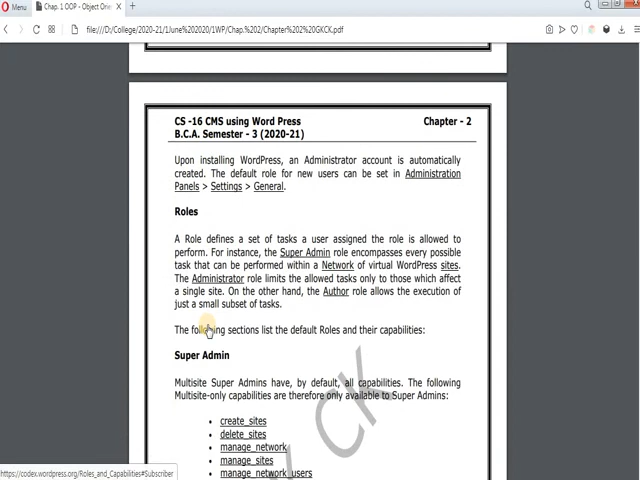 Menu
Chap. 1 OOP - Object Orien
file:///D:/College/2020-21/1June%202020/1WP/Chap.%202/Chapter%202%20GKCK.pdf
CS -16 CMS using Word Press Chapter - 2
B.C.A. Semester - 3 (2020-21)
Upon installing WordPress, an Administrator account is automatically
created. The default role for new users can be set in Administration
Panels > Settings > General.
Roles
A Role defines a set of tasks a user assigned the role is allowed to
perform. For instance, the Super Admin role encompasses every possible
task that can be performed within a Network of virtual WordPress sites.
The Administrator role limits the allowed tasks only to those which affect
a single site. On the other hand, the Author role allows the execution of
just a small subset of tasks.
The following sections list the default Roles and their capabilities:
Super Admin
Multisite Super Admins have, by default, all capabilities. The following
Multisite-only capabilities are therefore only available to Super Admins:
• create_sites
• delete_sites
• manage_network
• manage_sites
• manage_network_users
CK
https://codex.wordpress.org/Roles_and_Capabilities#Subscriber